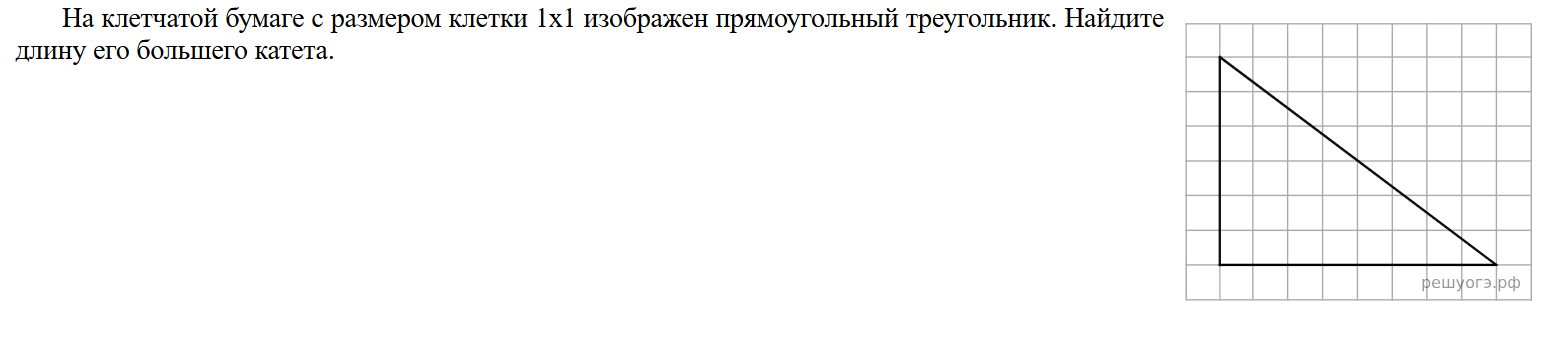 На клетчатой бумаге с размером клетки 1x1 изображен прямоугольный треугольник. Найдите
длину его большего катета.
решуогэ.рф